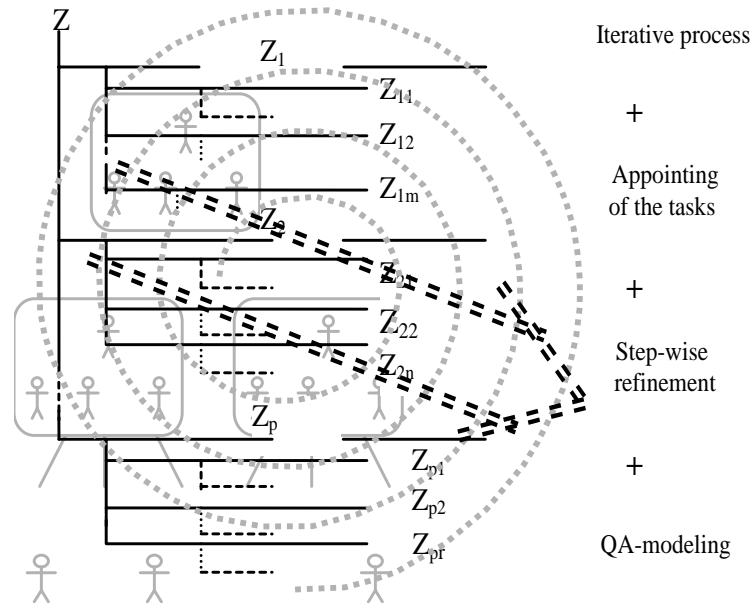 Z
Iterative process
Z1
Z11
+
Z12
Appointing
of the tasks
Z1m
Z2
Z21
+
Z22
Step-wise
refinement
Z2n
Zp
Zp1
+
Zp2
Zpr
QA-modeling